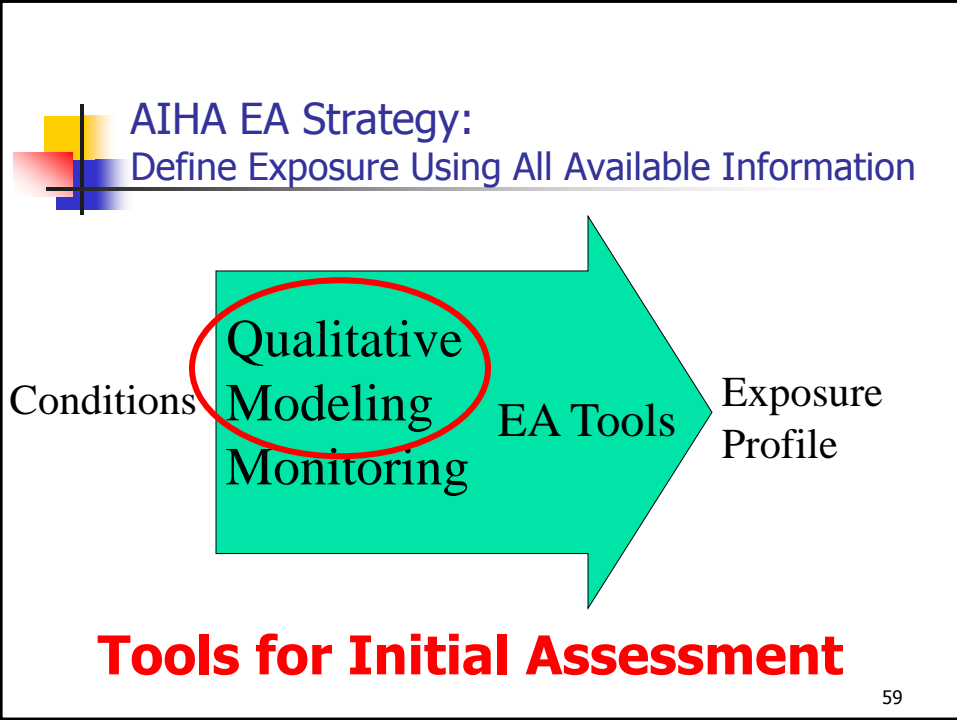 AIHA EA Strategy:
Define Exposure Using All Available Information
Conditions
Qualitative
Modeling
Monitoring
EA Tools
Exposure
Profile
Tools for Initial Assessment
59